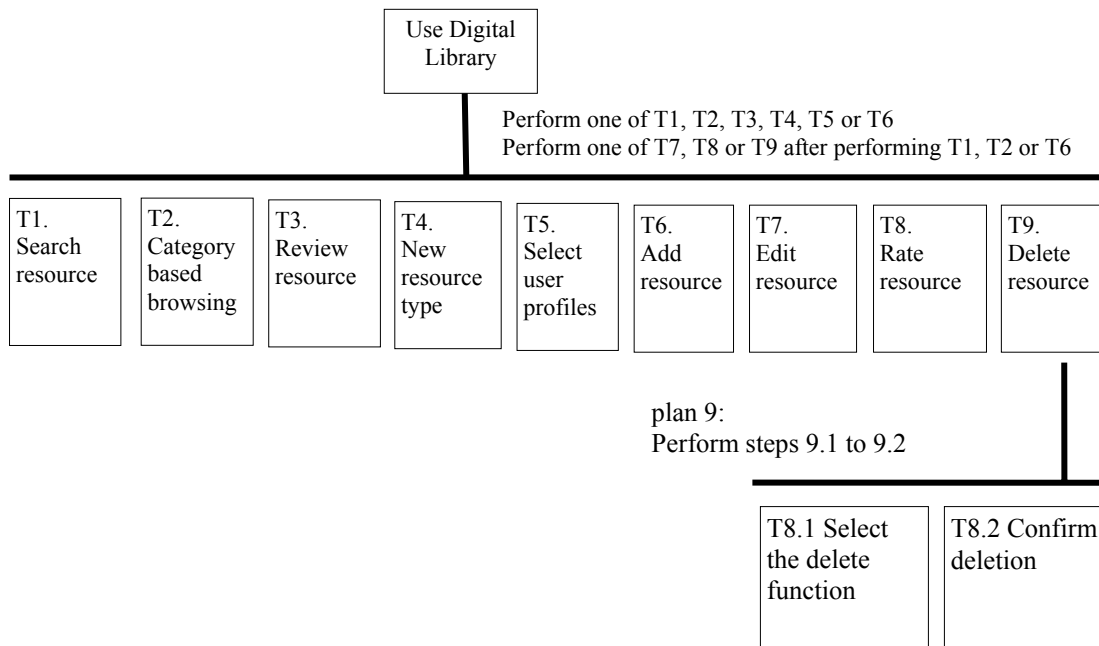 Use Digital
Library
Perform one of T1, T2, T3, T4, T5 or T6
Perform one of T7, T8 or T9 after performing T1, T2 or T6
T1.
Search
resource
T2.
Category
based
browsing
T3.
Review
resource
T4.
New
resource
type
T5.
Select
user
profiles
T6.
Add
resource
T7.
Edit
resource
T8.
Rate
resource
T9.
Delete
resource
plan 9:
Perform steps 9.1 to 9.2
T8.1 Select
the delete
function
T8.2 Confirm
deletion